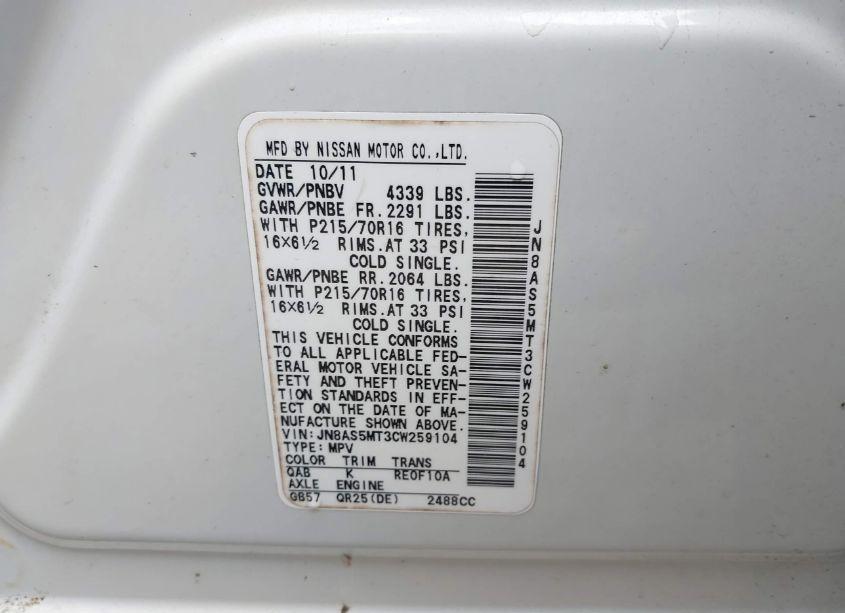 MFD BY NISSAN MOTOR CO.,LTD.
DATE 10/11
GVWR/PNBV 4339 LBS.
GAWR/PNBE FR.2291 LBS.
WITH P215/70R16 TIRES,
16X6½ RIMS.AT 33 PSI
COLD SINGLE.
GAWR/PNBE RR.2064 LBS.
WITH P215/70R16 TIRES,
16X6½ RIMS.AT 33 PSI
COLD SINGLE.
THIS VEHICLE CONFORMS
TO ALL APPLICABLE FED-
ERAL MOTOR VEHICLE SA-
FETY AND THEFT PREVEN-
TION STANDARDS IN EFF-
ECT ON THE DATE OF MA-
NUFACTURE SHOWN ABOVE.
VIN:JN8AS5MT3CW259104
TYPE:MPV
COLOR TRIM TRANS
QAB K RE0F10A
AXLE ENGINE
GB57 QR25(DE) 2488CC
JN8AS5MT3CW259104